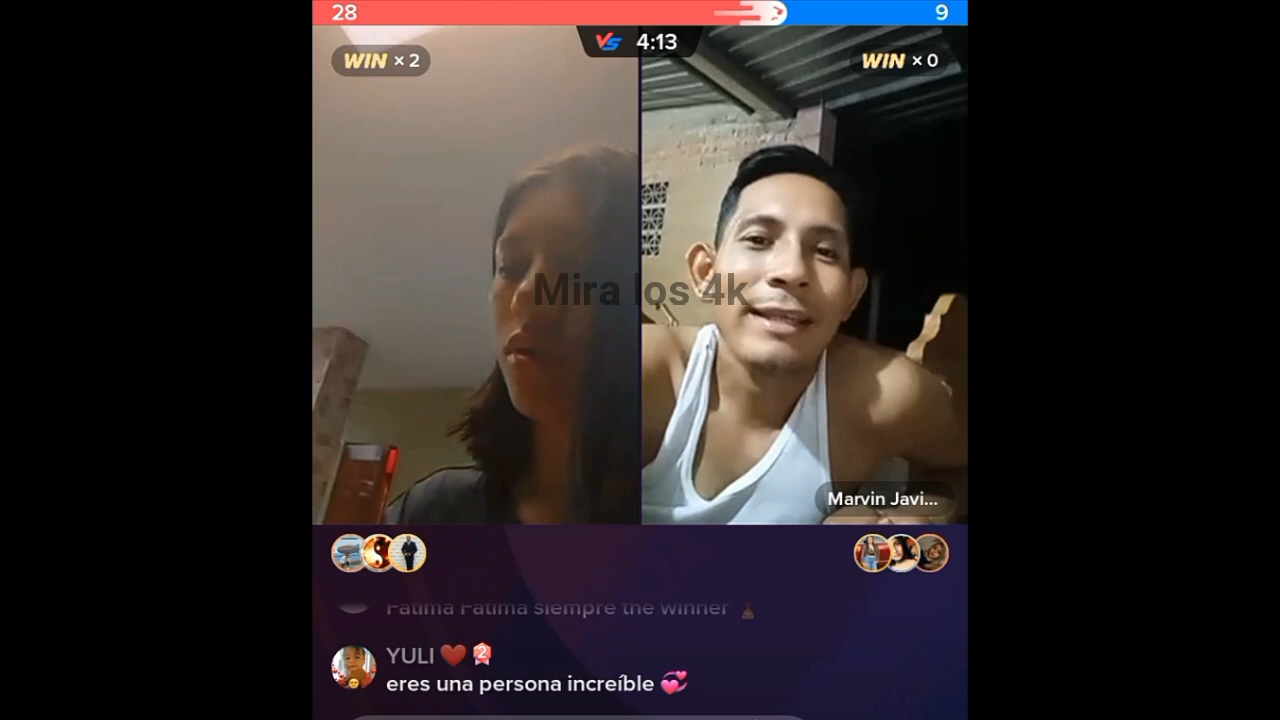 28
9
VS 4:13
WIN × 2
WIN × 0
Mira los 4k
Marvin Javi...
Fatima Fatima siempre the winner
YULI ❤️ 2
eres una persona increíble 💞